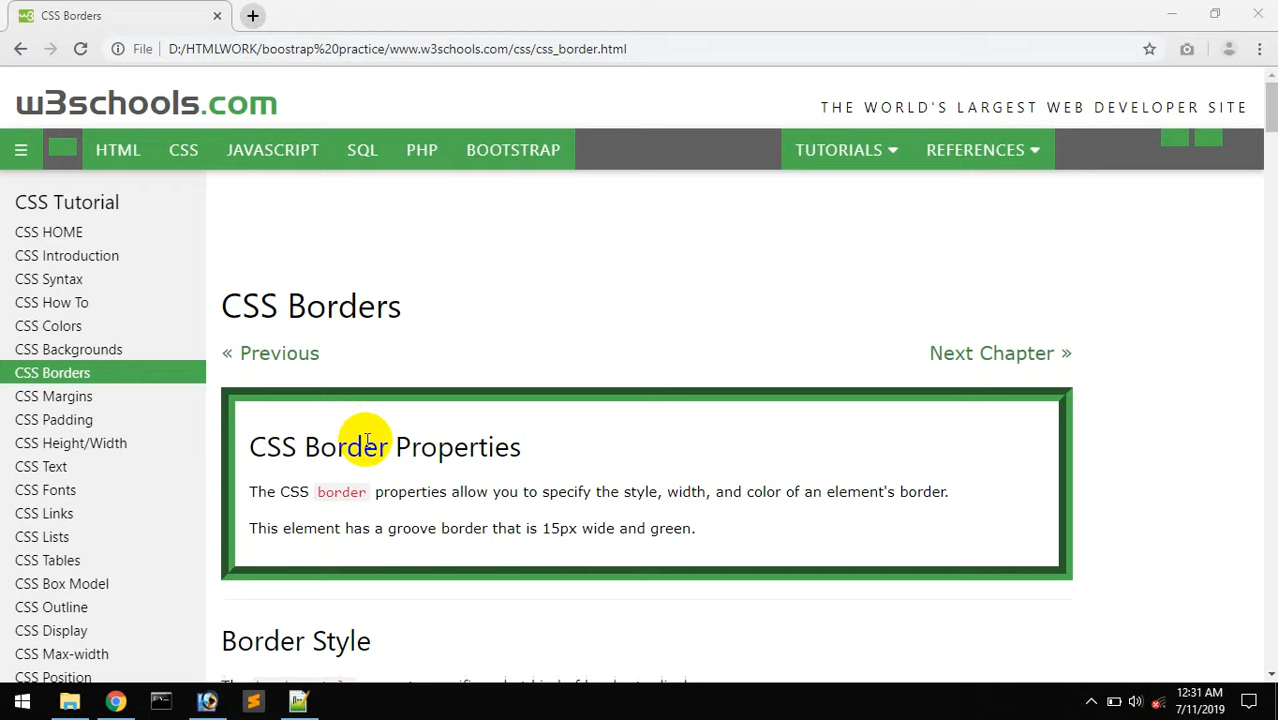 CSS Borders
File D:/HTMLWORK/boostrap%20practice/www.w3schools.com/css/css_border.html
w3schools.com
THE WORLD'S LARGEST WEB DEVELOPER SITE
HTML CSS JAVASCRIPT SQL PHP BOOTSTRAP TUTORIALS REFERENCES
CSS Tutorial
CSS HOME
CSS Introduction
CSS Syntax
CSS How To
CSS Colors
CSS Backgrounds
CSS Borders
CSS Margins
CSS Padding
CSS Height/Width
CSS Text
CSS Fonts
CSS Links
CSS Lists
CSS Tables
CSS Box Model
CSS Outline
CSS Display
CSS Max-width
CSS Position
CSS Borders
« Previous
Next Chapter »
CSS Border Properties
The CSS border properties allow you to specify the style, width, and color of an element's border.
This element has a groove border that is 15px wide and green.
Border Style
12:31 AM
7/11/2019